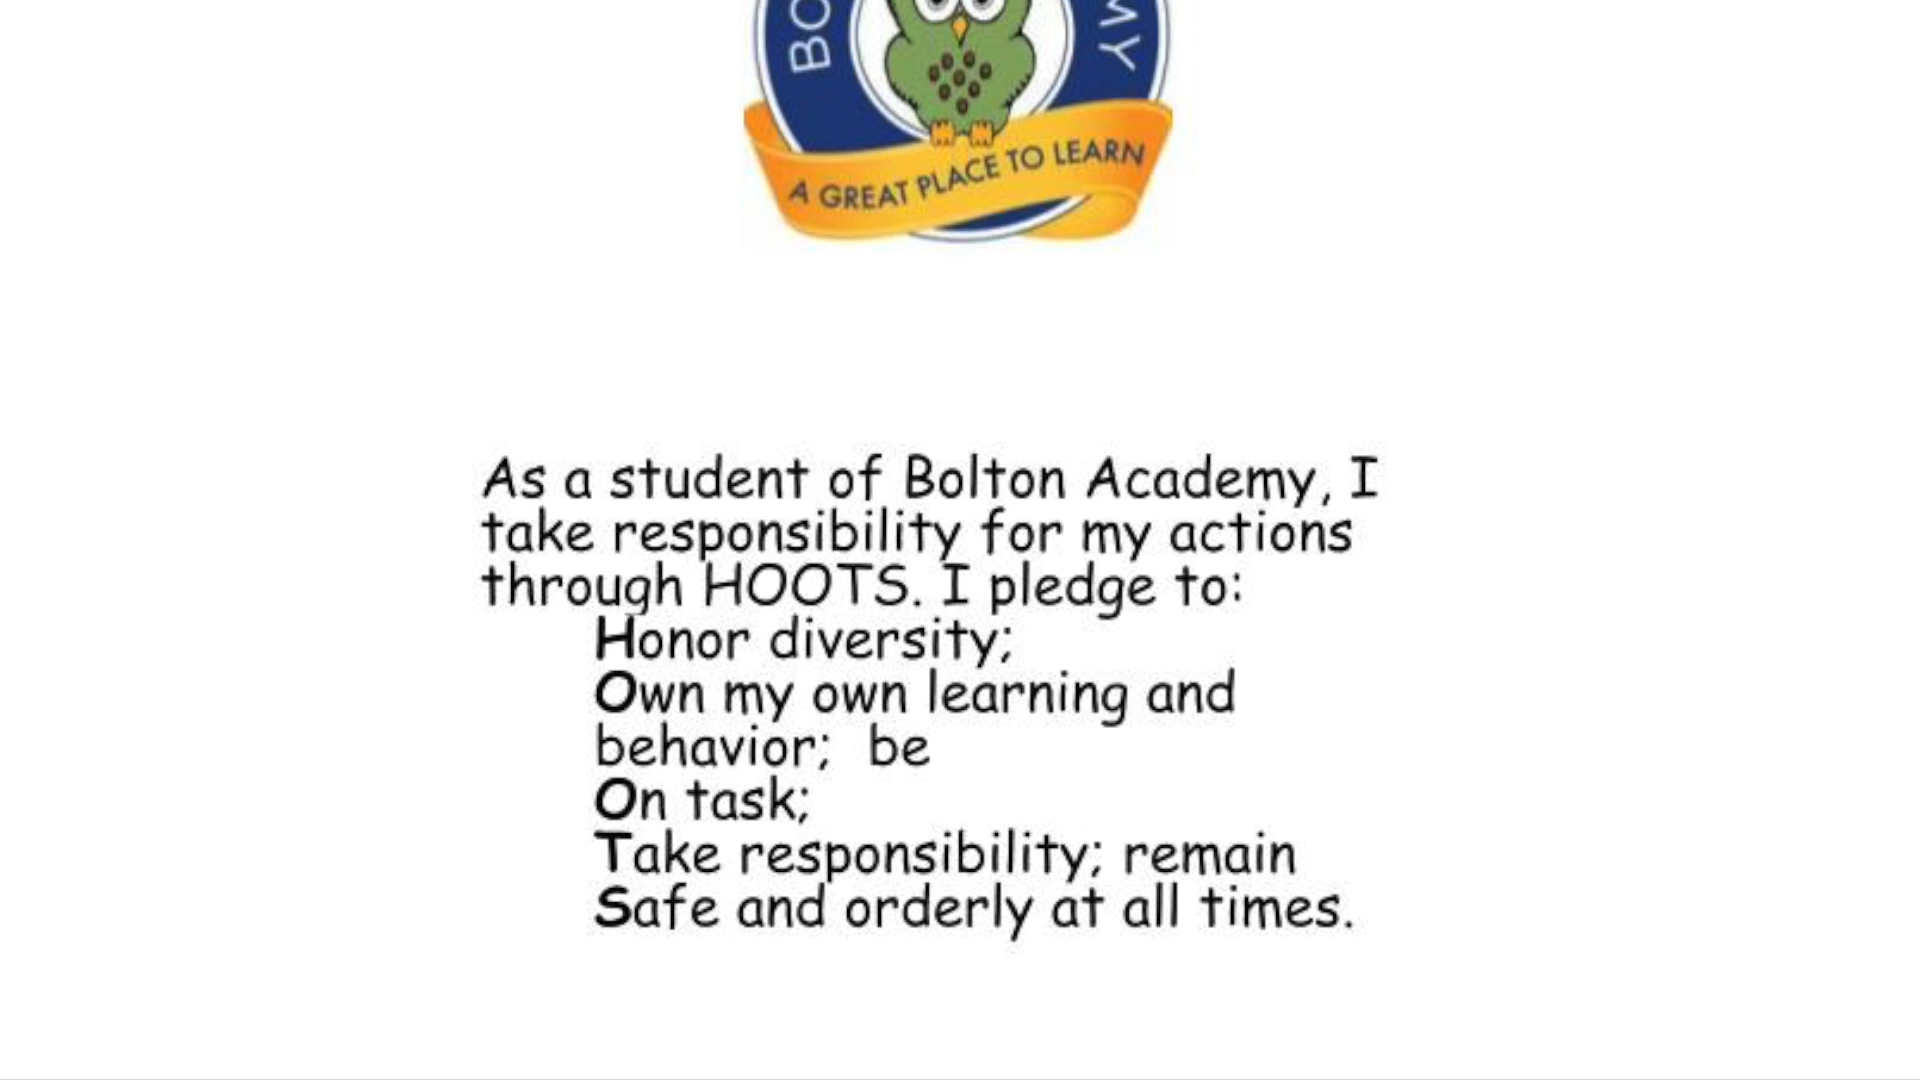 BO
MY
A GREAT PLACE TO LEARN
As a student of Bolton Academy, I
take responsibility for my actions
through HOOTS. I pledge to:
Honor diversity;
Own my own learning and
behavior;  be
On task;
Take responsibility; remain
Safe and orderly at all times.